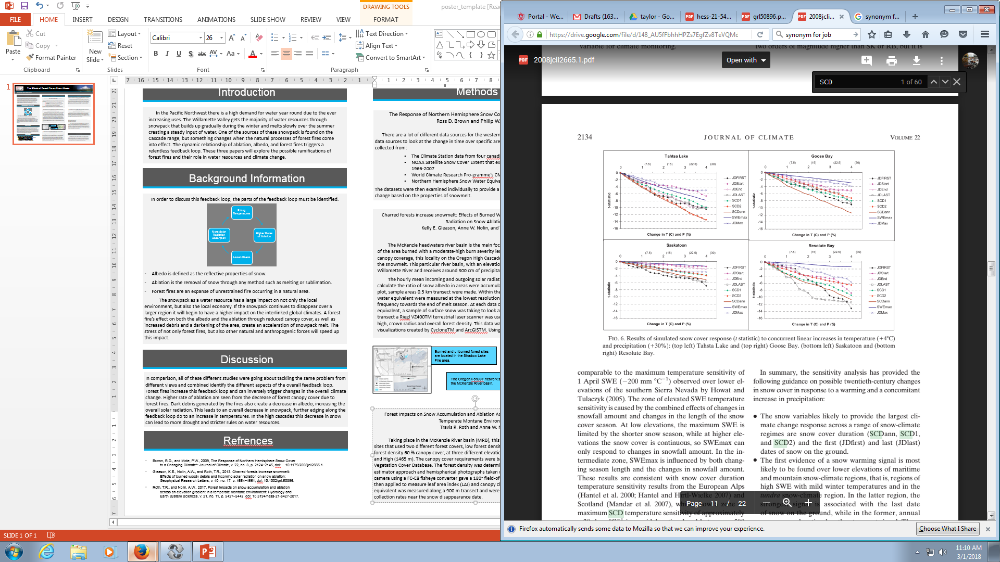 DRAWING TOOLS
poster_template [Rea
FILE
HOME
INSERT
DESIGN
TRANSITIONS
ANIMATIONS
SLIDE SHOW
REVIEW
VIEW
FORMAT
Cut
Copy
Format Painter
Paste
New
Slide
Layout
Reset
Section
Calibri
26
Text Direction
Align Text
Convert to SmartArt
Clipboard
Slides
Font
Paragraph
1
Introduction
In the Pacific Northwest there is a high demand for water year round due to the ever
increasing uses. The Willamette Valley gets the majority of water resources through
snowpack that builds up gradually during the winter and melts slowly over the summer
creating a steady input of water. One of the sources of these snowpack is found on the
Cascade range, but something changes when the natural processes of forest fires come
into effect. The dynamic relationship of ablation, albedo, and forest fires triggers a
relentless feedback loop. These three papers will explore the possible ramifications of
forest fires and their role in water resources and climate change.
Background Information
In order to discuss this feedback loop, the parts of the feedback loop must be identified.
Rising
Temperatures
More Solar
Radiation
Absorption
Higher Rates
of Ablation
Lower Albedo
Albedo is defined as the reflective properties of snow.
Ablation is the removal of snow through any method such as melting or sublimation.
Forest fires are an expanse of unrestrained fire occurring in a natural area.
The snowpack as a water resource has a large impact on not only the local
environment, but also the local economy. If the snowpack continues to disappear over a
larger region it will begin to have a higher impact on the interlinked global climates. A forest
fire's effect on both the albedo and the ablation through reduced canopy cover, as well as
increased debris and a darkening of the area, create an acceleration of snowpack melt. The
stress of not only forest fires, but also other natural and anthropogenic forces will speed up
this impact.
Discussion
In comparison, all of these different studies were going about tackling the same problem from
different views and combined identify the different aspects of the overall feedback loop.
Forest fires increase this feedback loop and can inversely trigger changes in the overall climate
change. Higher rate of ablation are seen from the decrease of forest canopy cover due to
forest fires. Dark debris generated by the fires also create a decrease in albedo, increasing the
overall solar radiation. This leads to an overall decrease in snowpack, further edging along the
feedback loop do to an increase in temperatures. In the high cascades this decrease in snow
can lead to more drought and stricter rules on water resources.
Refrences
Brown, R.D., and Mote, P.W., 2009, The Response of Northern Hemisphere Snow Cover
to a Changing Climate*: Journal of Climate, v. 22, no. 8, p. 2124–2145, doi: 10.1175/2008jcli2665.1.
Gleason, K.E., Nolin, A.W., and Roth, T.R., 2013, Charred forests increase snowmelt:
Effects of burned woody debris and incoming solar radiation on snow ablation:
Geophysical Research Letters, v. 40, no. 17, p. 4654–4661, doi: 10.1002/grl.50896.
Roth, T.R., and Nolin, A.W., 2017, Forest impacts on snow accumulation and ablation
across an elevation gradient in a temperate montane environment: Hydrology and
Earth System Sciences, v. 21, no. 11, p. 5427–5442, doi: 10.5194/hess-21-5427-2017.
Methods
The Response of Northern Hemisphere Snow Co
Ross D. Brown and Philip W.
There are a lot of different data sources for the western
data sources to look at the change in time over specific are
collected from:
The Climate Station data from four canadi
NOAA Satellite Snow Cover Extent that ex
1966-2007
World Climate Research Pro-gramme's CM
Northern Hemisphere Snow Water Equiva
The datasets were then examined individually to provide a
change based on the properties of snowmelt.
Charred forests increase snowmelt: Effects of Burned W
Radiation on Snow Ablati
Kelly E. Gleason, Anne W. Nolin, and
The McKenzie headwaters river basin is the main foc
of the area burned with a moderate-high burn severity lea
canopy coverage, this locality on the Oregon High Cascade
the snowmelt. This particular river basin, with an elevation
Willamette River and receives around 300 cm of precipitat
The hourly mean incoming and outgoing solar radiat
calculate the ratio of snow albedo in areas were accumula
plot, sample areas 0.5 km transect were made. Within the
water equivalent were measured at the lowest resolution
frequency towards the end of melt season. At each data c
equivalent, a sample of surface snow was taking to look at
transect a Riegl VZ400TM terrestrial laser scanner was use
high, crown radius and overall forest density. This data wa
visualizations created by CycloneTM and ArcGISTM. Using
Burned and unburned forest sites
are located in the Shadow Lake
Fire area.
The Oregon ForEST network s
the McKenzie River basin.
Forest Impacts on Snow Accumulation and Ablation Ac
Temperate Montane Environ
Travis R. Roth and Anne W. N
Taking place in the McKenzie River basin (MRB), this
sites that used two different forest covers, low forest densit
forest density 60 % canopy cover, at three different elevatio
and High (1465 m). The canopy cover requirements were ba
Vegetation Cover Database. The forest density was determi
estimator approach and hemispherical photographs taken w
camera using a FC-E8 fisheye converter gave a 180° field-of
then applied to measure leaf area index (LAI) and canopy cl
equivalent was measured along a 900 m transect and were
collection rates near the snow disappearance date.
SLIDE 1 OF 1
Portal - We...
Drafts (163...
taylor - Go...
hess-21-54...
grl50896.p...
2008jcli...
synonym f...
https://drive.google.com/file/d/148_AU5fFbhhHPZs7EgfZv8TeVQMc
synonym for job
variable for climate monitoring.
two orders of magnitude higher than SK or RB, but it is
2008jcli2665.1.pdf
Open with
SCD
1 of 60
2134
JOURNAL OF CLIMATE
VOLUME 22
Tahtsa Lake
Goose Bay
Saskatoon
Resolute Bay
t-statistic
Change in T (C) and P (%)
JDFIRST
JDStart
JDEnd
JDLAST
SCD1
SCD2
SCDann
SWEmax
JDMax
FIG. 6. Results of simulated snow cover response (t statistic) to concurrent linear increases in temperature (+4°C)
and precipitation (+30%): (top left) Tahsta Lake and (top right) Goose Bay. (bottom left) Saskatoon and (bottom
right) Resolute Bay.
comparable to the maximum temperature sensitivity of
1 April SWE (−200 mm °C−1) observed over lower el-
evations of the southern Sierra Nevada by Howat and
Tulaczyk (2005). The zone of elevated SWE temperature
sensitivity is caused by the combined effects of changes in
snowfall amount and changes in the length of the snow
cover season. At low elevations, the maximum SWE is
limited by the shorter snow season, while at higher ele-
vations the snow cover is continuous, so SWEmax can
only respond to changes in snowfall amount. In the in-
termediate zone, SWEmax is influenced by both chang-
ing season length and the changes in snowfall amount.
These results are consistent with snow cover duration
temperature sensitivity results from the European Alps
(Hantel et al. 2000; Hantel and Hirtl-Wielke 2007) and
Scotland (Mandar et al. 2007),
maximum SCD temperature sensitivity of approximately
In summary, the sensitivity analysis has provided the
following guidance on possible twentieth-century changes
in snow cover in response to a warming and a concomitant
increase in precipitation:
The snow variables likely to provide the largest cli-
mate change response across a range of snow-climate
regimes are snow cover duration (SCDann, SCD1,
and SCD2) and the first (JDfirst) and last (JDlast)
dates of snow on the ground.
The first evidence of a snow warming signal is most
likely to be found over lower elevations of maritime
and mountain snow-climate regions, that is, regions of
high SWE with mild winter temperatures and in the
tundra snow-climate region. In the latter region, the
strongest signal is associated with the last date
of snow on the ground, while in the former, annual
Page 11 / 22
Firefox automatically sends some data to Mozilla so that we can improve your experience.
Choose What I Share
11:10 AM
3/1/2018